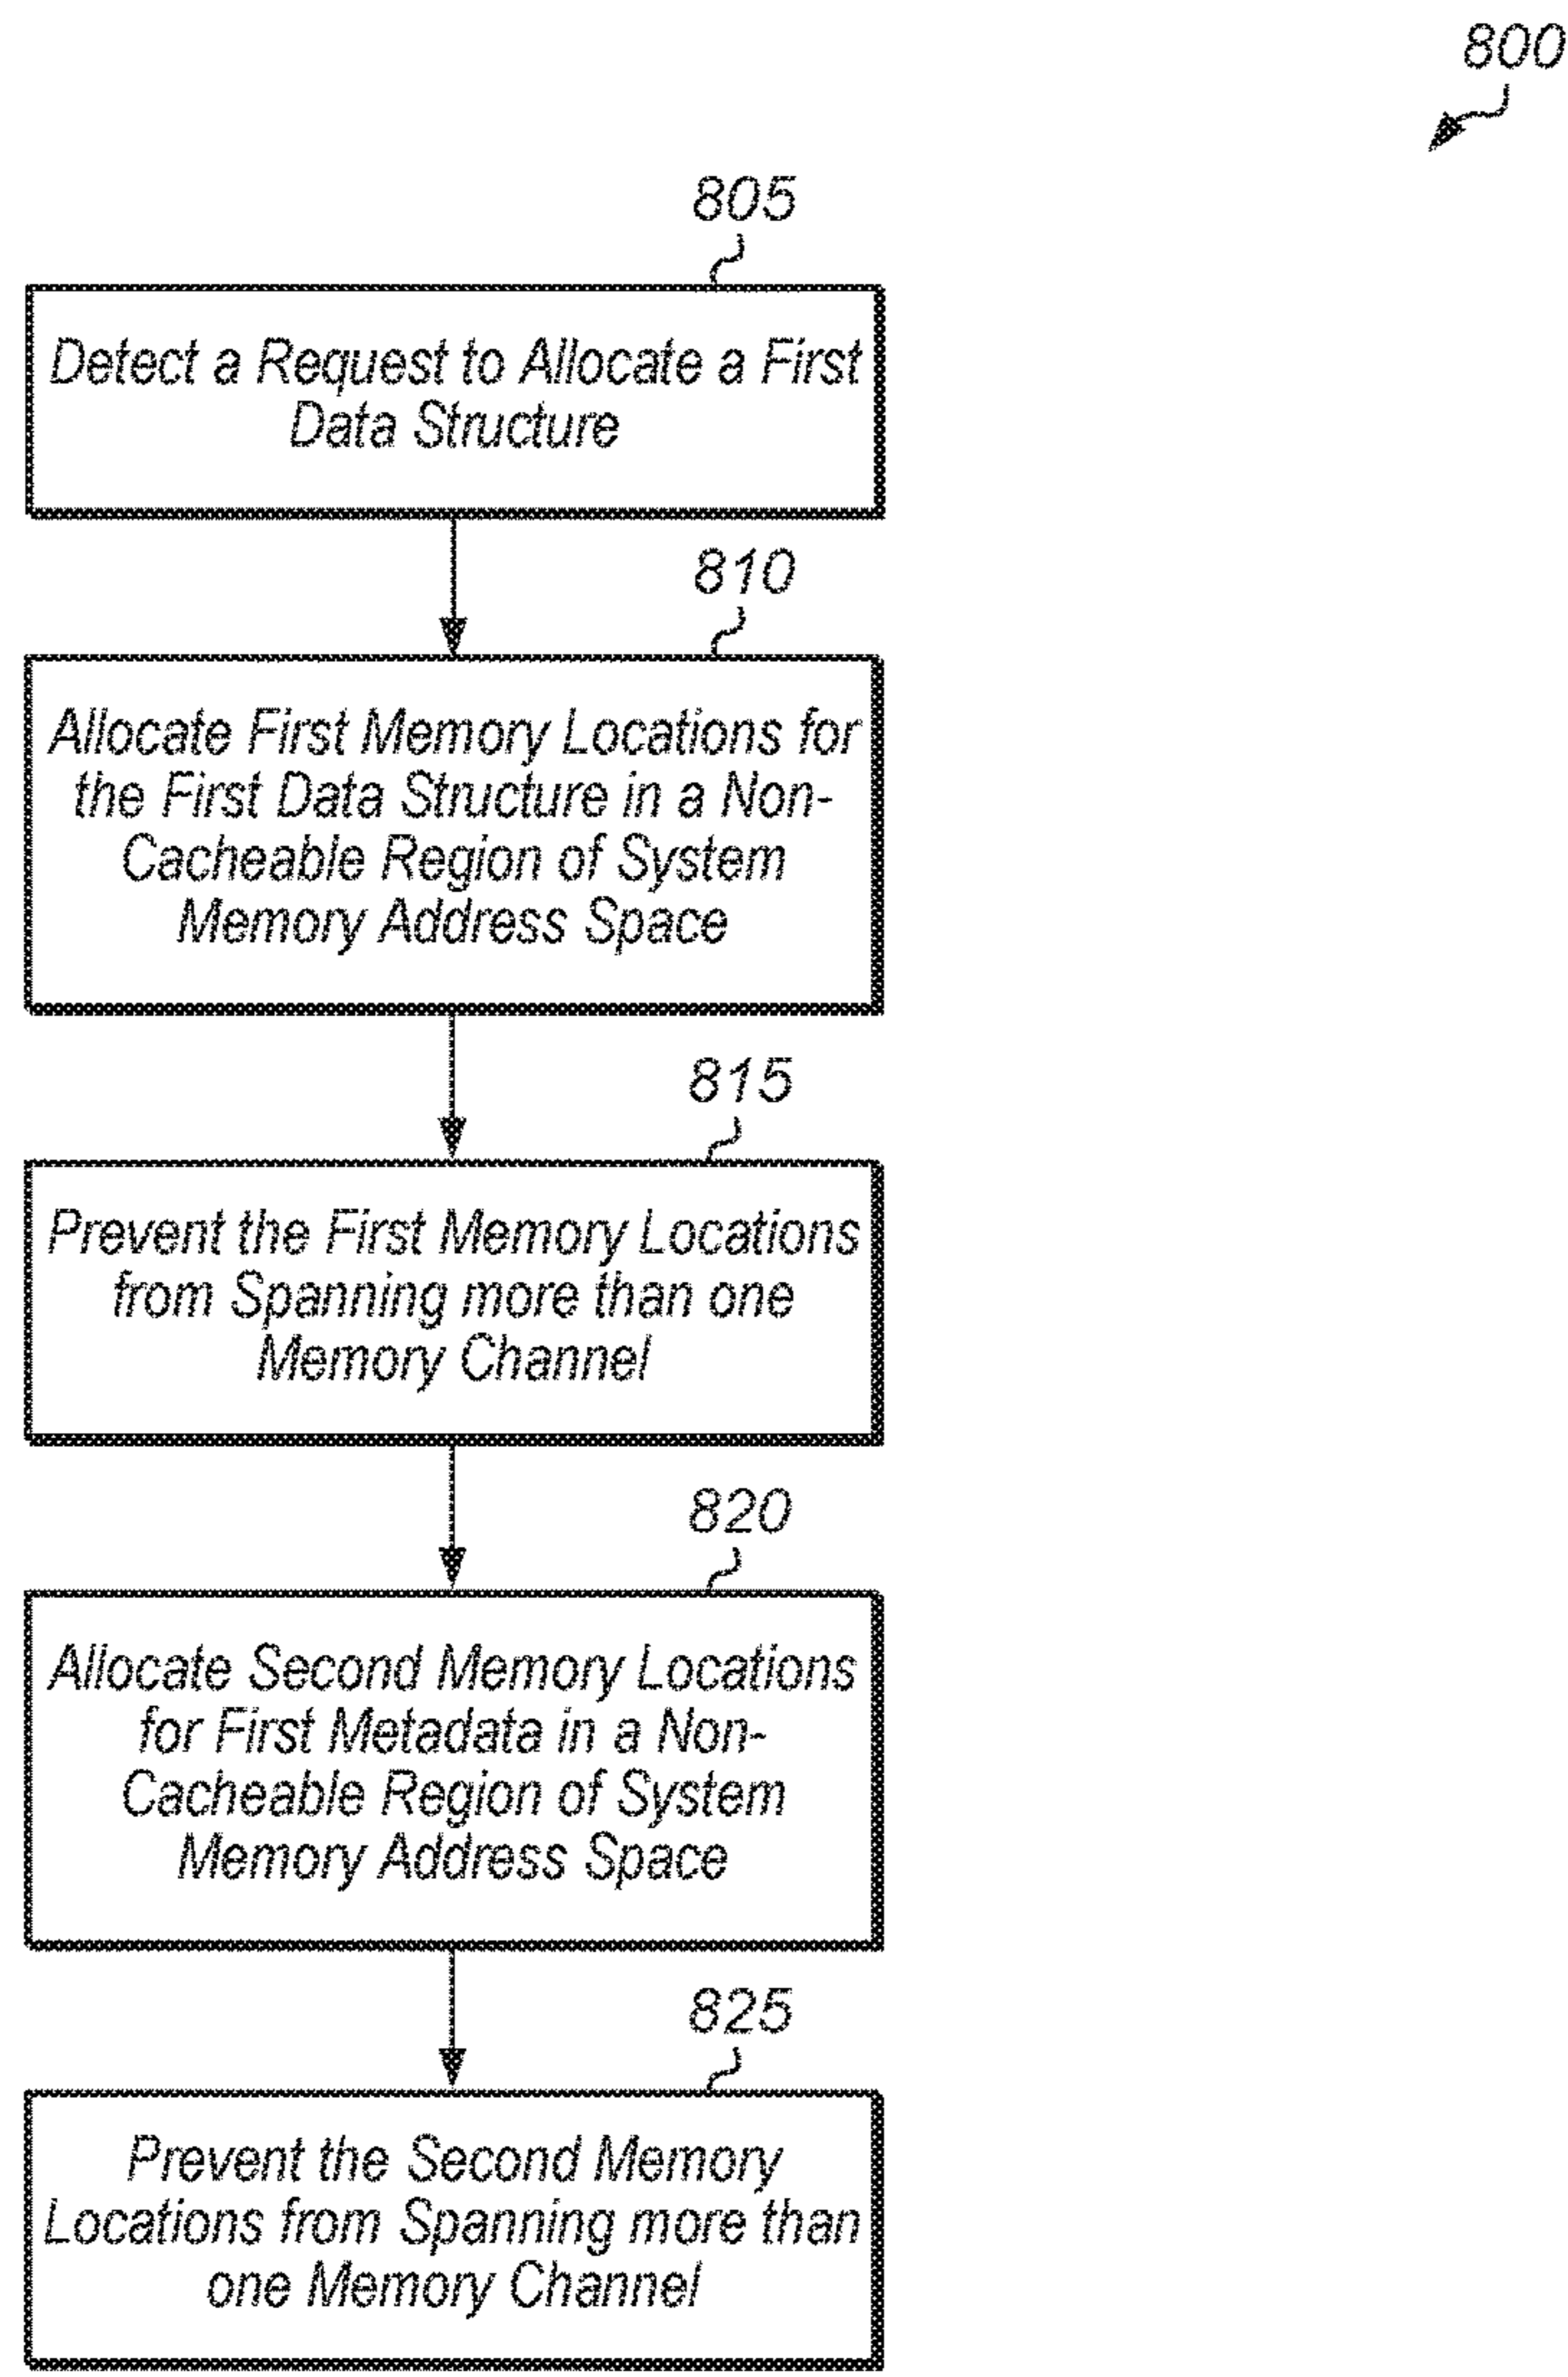 800
805
Detect a Request to Allocate a First
Data Structure
810
Allocate First Memory Locations for
the First Data Structure in a Non-
Cacheable Region of System
Memory Address Space
815
Prevent the First Memory Locations
from Spanning more than one
Memory Channel
820
Allocate Second Memory Locations
for First Metadata in a Non-
Cacheable Region of System
Memory Address Space
825
Prevent the Second Memory
Locations from Spanning more than
one Memory Channel